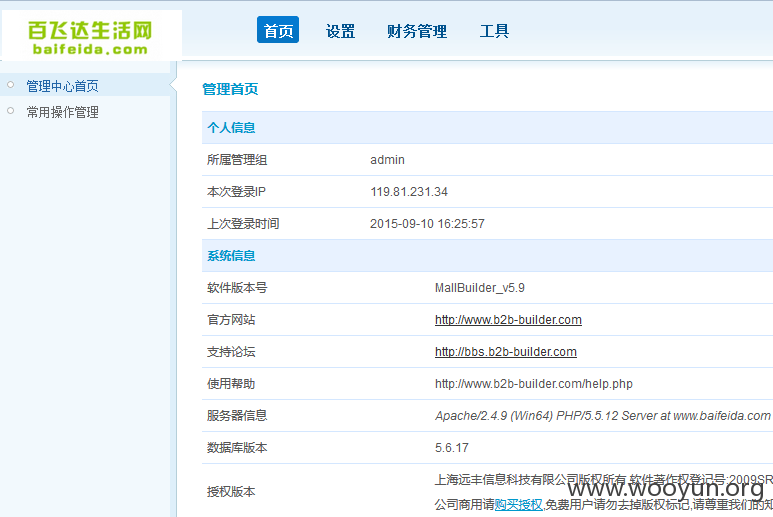 百飞达生活网
baifeida.com
首页 设置 财务管理 工具
管理中心首页
常用操作管理
管理首页
个人信息
所属管理组 admin
本次登录IP 119.81.231.34
上次登录时间 2015-09-10 16:25:57
系统信息
软件版本号 MallBuilder_v5.9
官方网站 http://www.b2b-builder.com
支持论坛 http://bbs.b2b-builder.com
使用帮助 http://www.b2b-builder.com/help.php
服务器信息 Apache/2.4.9 (Win64) PHP/5.5.12 Server at www.baifeida.com
数据库版本 5.6.17
授权版本 上海远丰信息科技有限公司版权所有 软件著作权登记号:2009SR
公司商用请购买授权,免费用户请勿去掉版权标记,请尊重我们的知
www.wooyun.org